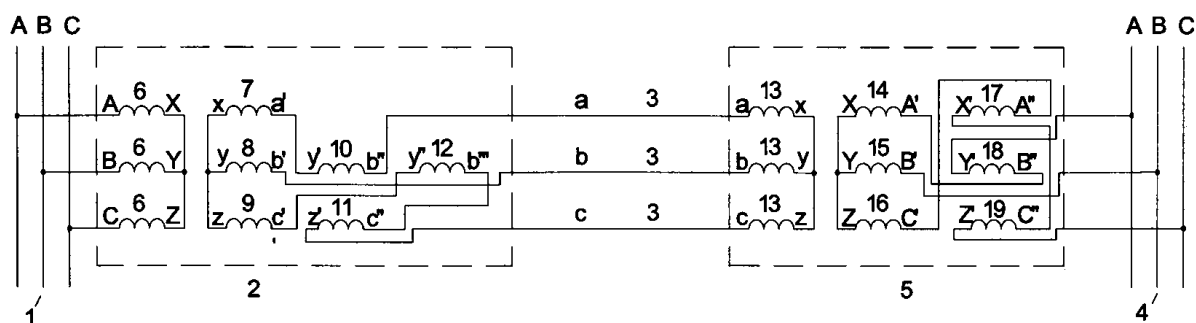 A B C
A B C
A 6 X
x 7 a'
a 3
a 13 x
X 14 A'
X' 17 A"
B 6 Y
y 8 b'
y' 10 b"
y" 12 b'"
b 3
b 13 y
Y 15 B'
Y' 18 B"
C 6 Z
z 9 c'
z' 11 c"
c 3
c 13 z
Z 16 C'
Z' 19 C"
2
5
1
4